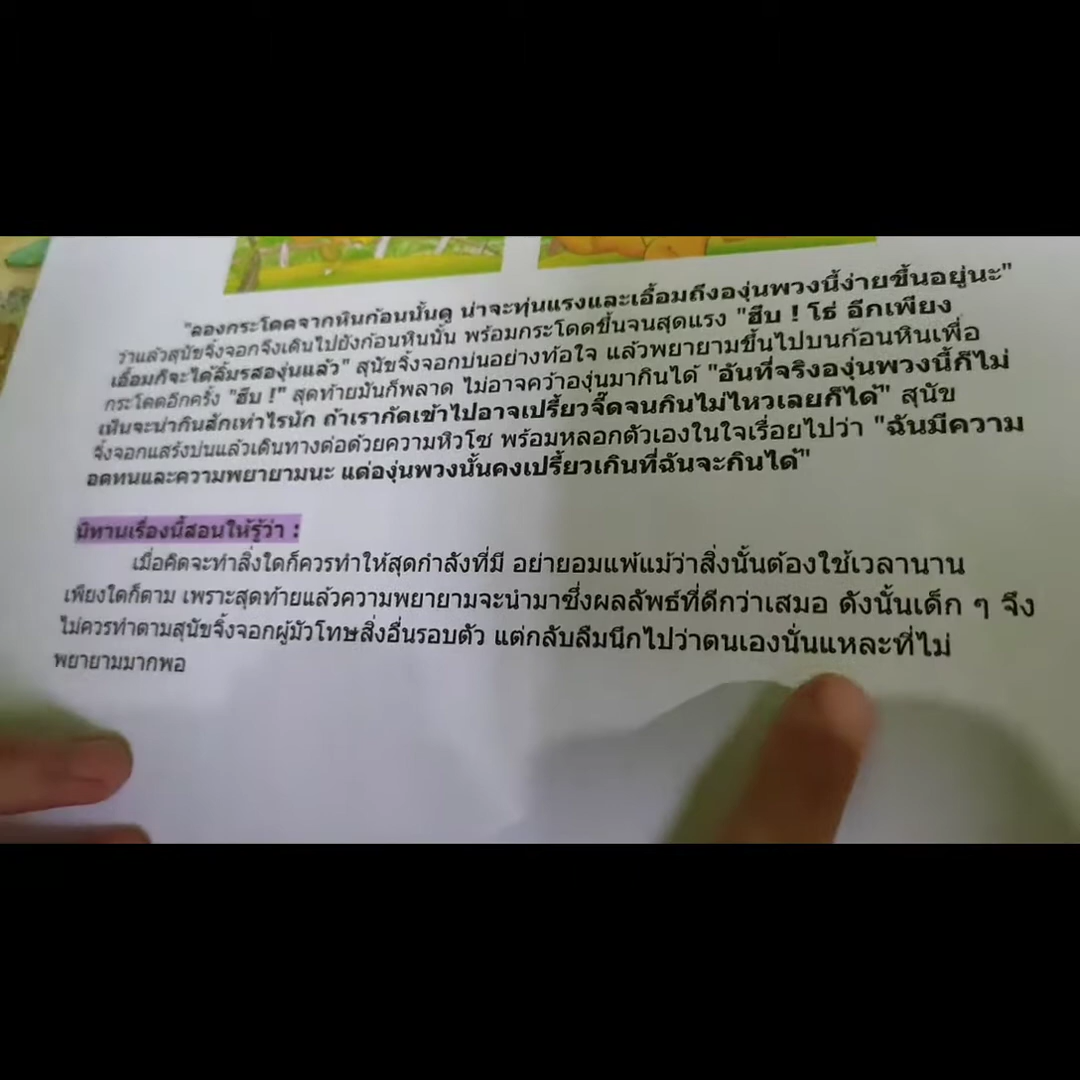 "ลองกระโดดจากหินก้อนนั้นดู น่าจะทุ่นแรงและเอื้อมถึงองุ่นพวงนี้ง่ายขึ้นอยู่นะ"
ว่าแล้วสุนัขจิ้งจอกจึงเดินไปยังก้อนหินนั้น พร้อมกระโดดขึ้นจนสุดแรง "ฮึบ ! โธ่ อีกเพียง
เอื้อมก็จะได้ลิ้มรสองุ่นแล้ว" สุนัขจิ้งจอกบ่นอย่างท้อใจ แล้วพยายามขึ้นไปบนก้อนหินเพื่อ
กระโดดอีกครั้ง "ฮึบ !" สุดท้ายมันก็พลาด ไม่อาจคว้าองุ่นมากินได้ "อันที่จริงองุ่นพวงนี้ก็ไม่
เห็นจะน่ากินสักเท่าไรนัก ถ้าเรากัดเข้าไปอาจเปรี้ยวจี๊ดจนกินไม่ไหวเลยก็ได้" สุนัข
จิ้งจอกแสร้งบ่นแล้วเดินทางต่อด้วยความหิวโซ พร้อมหลอกตัวเองในใจเรื่อยไปว่า "ฉันมีความ
อดทนและความพยายามนะ แต่องุ่นพวงนั้นคงเปรี้ยวเกินที่ฉันจะกินได้"
นิทานเรื่องนี้สอนให้รู้ว่า :
เมื่อคิดจะทำสิ่งใดก็ควรทำให้สุดกำลังที่มี อย่ายอมแพ้แม้ว่าสิ่งนั้นต้องใช้เวลานาน
เพียงใดก็ตาม เพราะสุดท้ายแล้วความพยายามจะนำมาซึ่งผลลัพธ์ที่ดีกว่าเสมอ ดังนั้นเด็ก ๆ จึง
ไม่ควรทำตามสุนัขจิ้งจอกผู้มัวโทษสิ่งอื่นรอบตัว แต่กลับลืมนึกไปว่าตนเองนั่นแหละที่ไม่
พยายามมากพอ